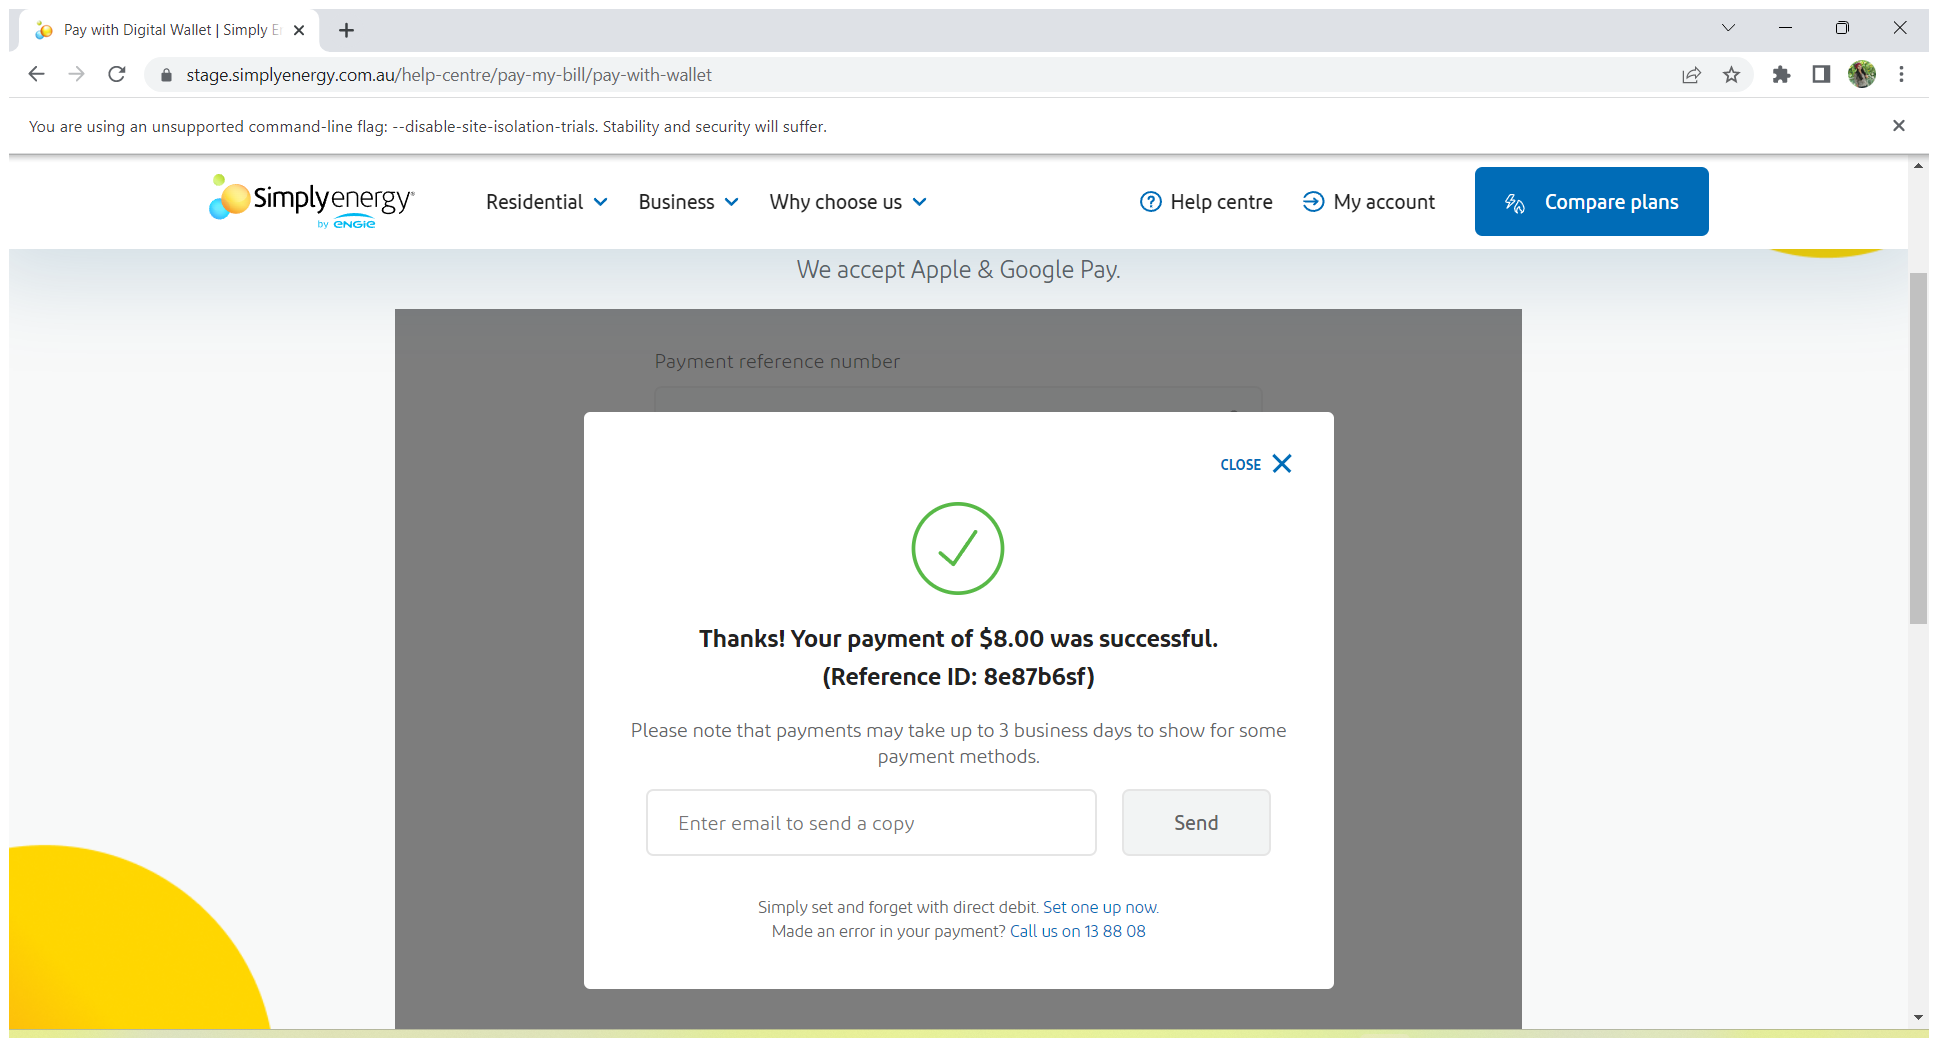 Pay with Digital Wallet | Simply E
stage.simplyenergy.com.au/help-centre/pay-my-bill/pay-with-wallet
You are using an unsupported command-line flag: --disable-site-isolation-trials. Stability and security will suffer.
Simplyenergy
by ENGIE
Residential
Business
Why choose us
Help centre
My account
Compare plans
We accept Apple & Google Pay.
Payment reference number
CLOSE
Thanks! Your payment of $8.00 was successful.
(Reference ID: 8e87b6sf)
Please note that payments may take up to 3 business days to show for some
payment methods.
Enter email to send a copy
Send
Simply set and forget with direct debit. Set one up now.
Made an error in your payment? Call us on 13 88 08